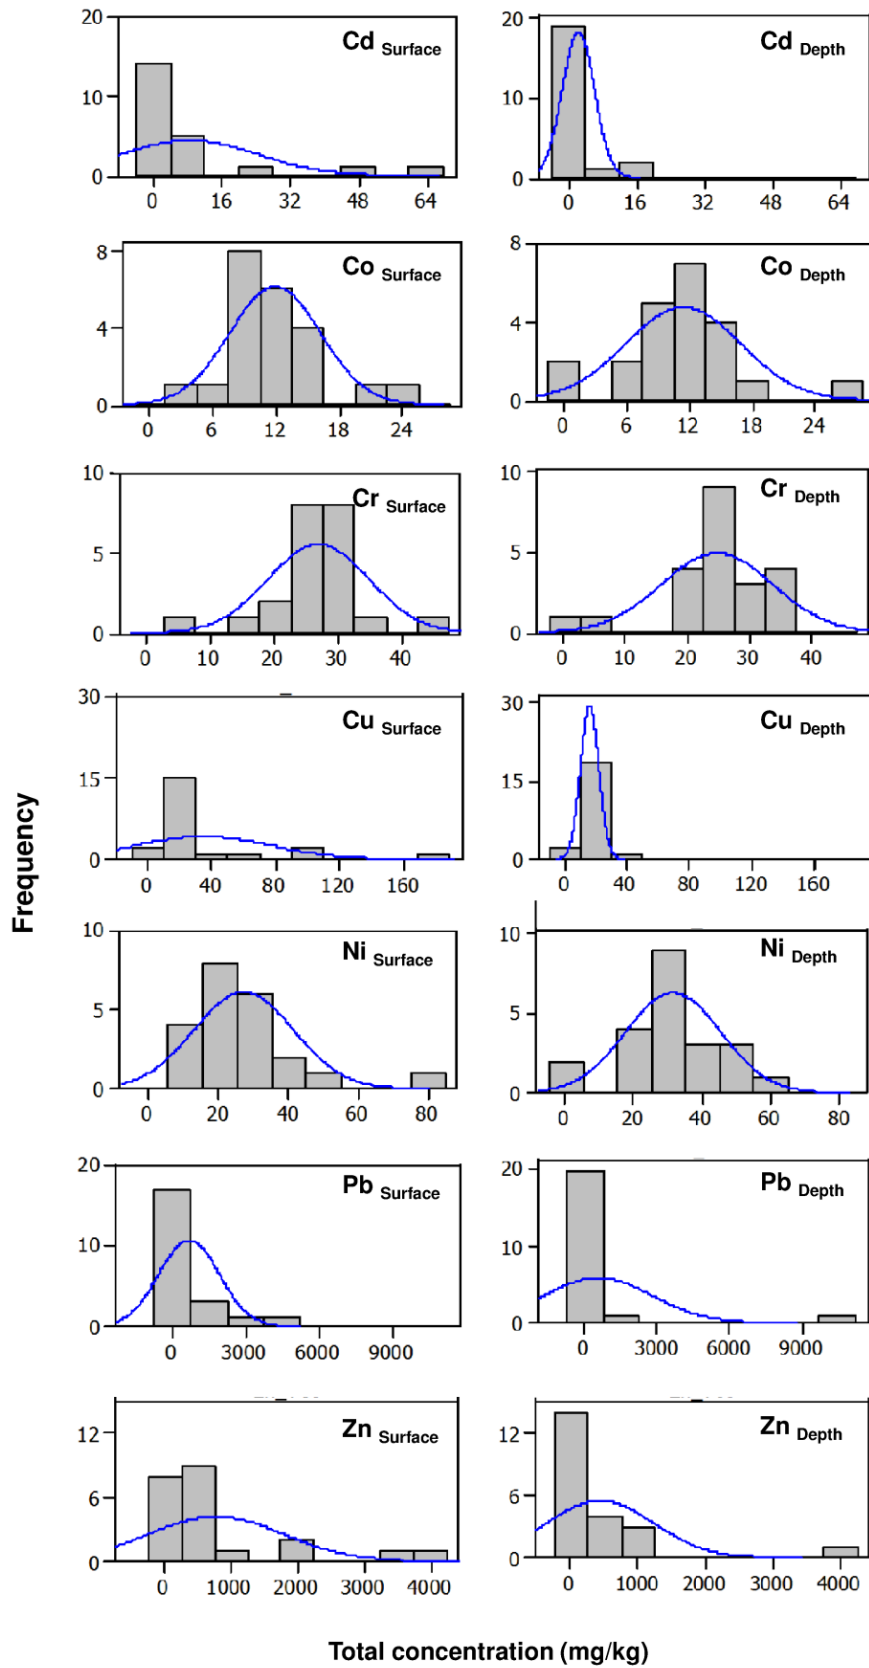 Cd Surface
20
10
0
0 16 32 48 64
Cd Depth
20
10
0
0 16 32 48 64
Co Surface
8
4
0
0 6 12 18 24
Co Depth
8
4
0
0 6 12 18 24
Cr Surface
10
5
0
0 10 20 30 40
Cr Depth
10
5
0
0 10 20 30 40
Cu Surface
30
15
0
0 40 80 120 160
Cu Depth
30
15
0
0 40 80 120 160
Frequency
Ni Surface
10
5
0
0 20 40 60 80
Ni Depth
10
5
0
0 20 40 60 80
Pb Surface
20
10
0
0 3000 6000 9000
Pb Depth
20
10
0
0 3000 6000 9000
Zn Surface
12
6
0
0 1000 2000 3000 4000
Zn Depth
12
6
0
0 1000 2000 3000 4000
Total concentration (mg/kg)